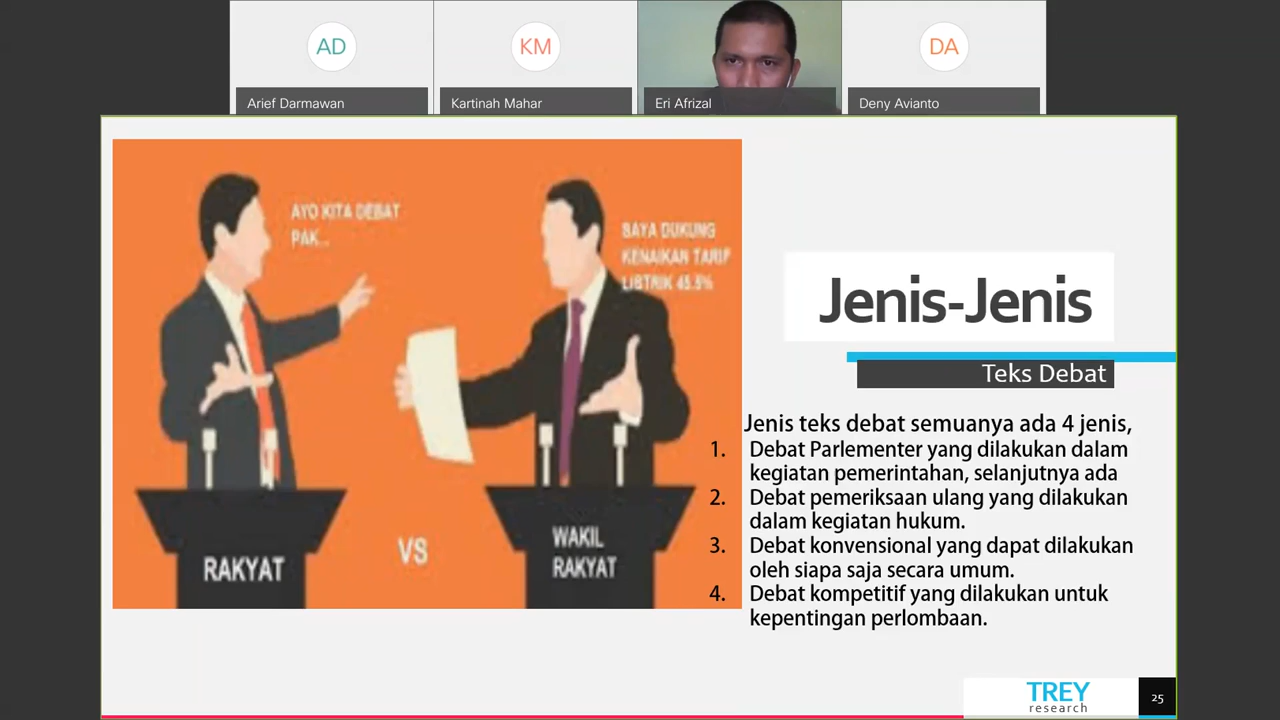 AD
KM
DA
Arief Darmawan
Kartinah Mahar
Eri Afrizal
Deny Avianto
AYO KITA DEBAT
PAK...
SAYA DUKUNG
KENAIKAN TARIF
LISTRIK 45.5%
RAKYAT
VS
WAKIL
RAKYAT
Jenis-Jenis
Teks Debat
Jenis teks debat semuanya ada 4 jenis,
1. Debat Parlementer yang dilakukan dalam
kegiatan pemerintahan, selanjutnya ada
2. Debat pemeriksaan ulang yang dilakukan
dalam kegiatan hukum.
3. Debat konvensional yang dapat dilakukan
oleh siapa saja secara umum.
4. Debat kompetitif yang dilakukan untuk
kepentingan perlombaan.
TREY
research
25